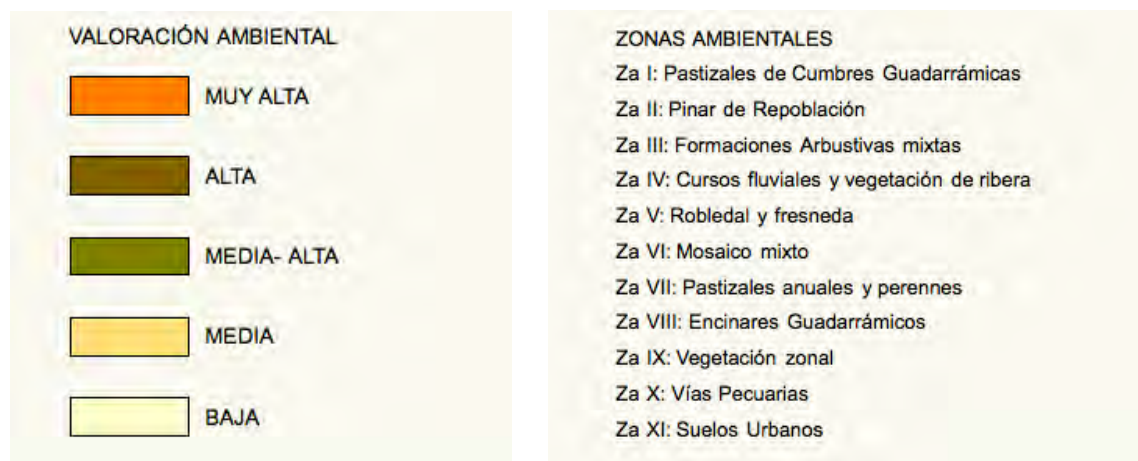 VALORACIÓN AMBIENTAL
MUY ALTA
ALTA
MEDIA- ALTA
MEDIA
BAJA
ZONAS AMBIENTALES
Za I: Pastizales de Cumbres Guadarrámicas
Za II: Pinar de Repoblación
Za III: Formaciones Arbustivas mixtas
Za IV: Cursos fluviales y vegetación de ribera
Za V: Robledal y fresneda
Za VI: Mosaico mixto
Za VII: Pastizales anuales y perennes
Za VIII: Encinares Guadarrámicos
Za IX: Vegetación zonal
Za X: Vías Pecuarias
Za XI: Suelos Urbanos